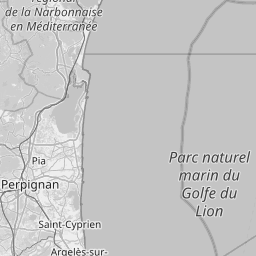 régional
de la Narbonnaise
en Méditerranée
Pia
Parc naturel
marin du
Golfe du
Lion
Perpignan
Saint-Cyprien
Argelès-sur-